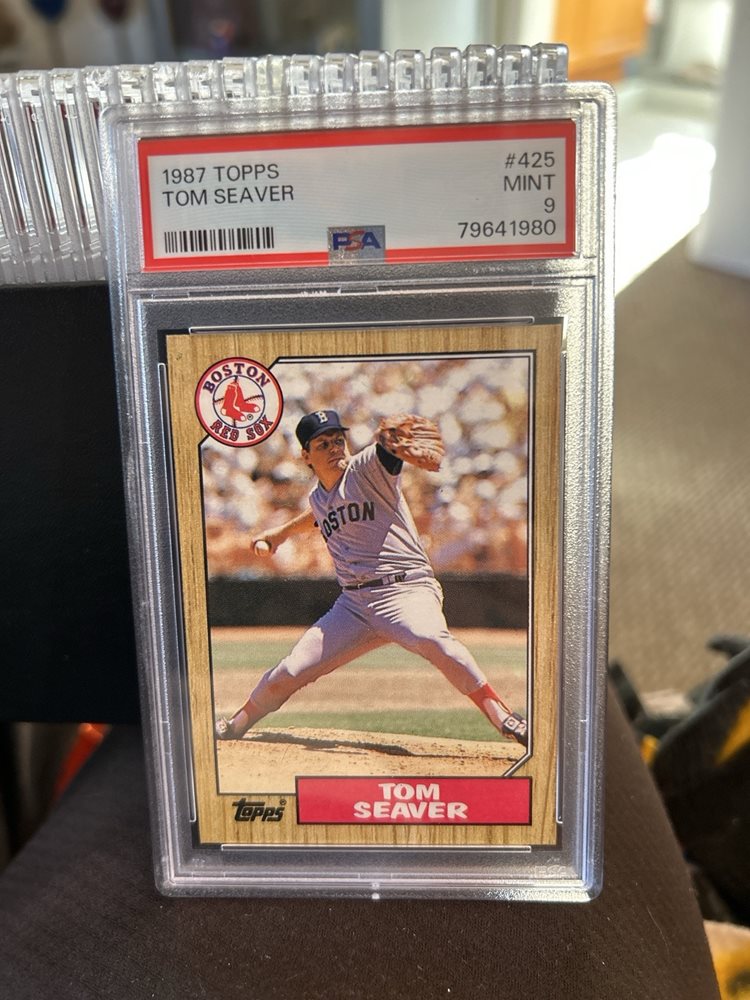 1987 TOPPS #425
TOM SEAVER MINT
9
PSA 79641980
BOSTON
RED SOX
B
BOSTON
topps
TOM
SEAVER